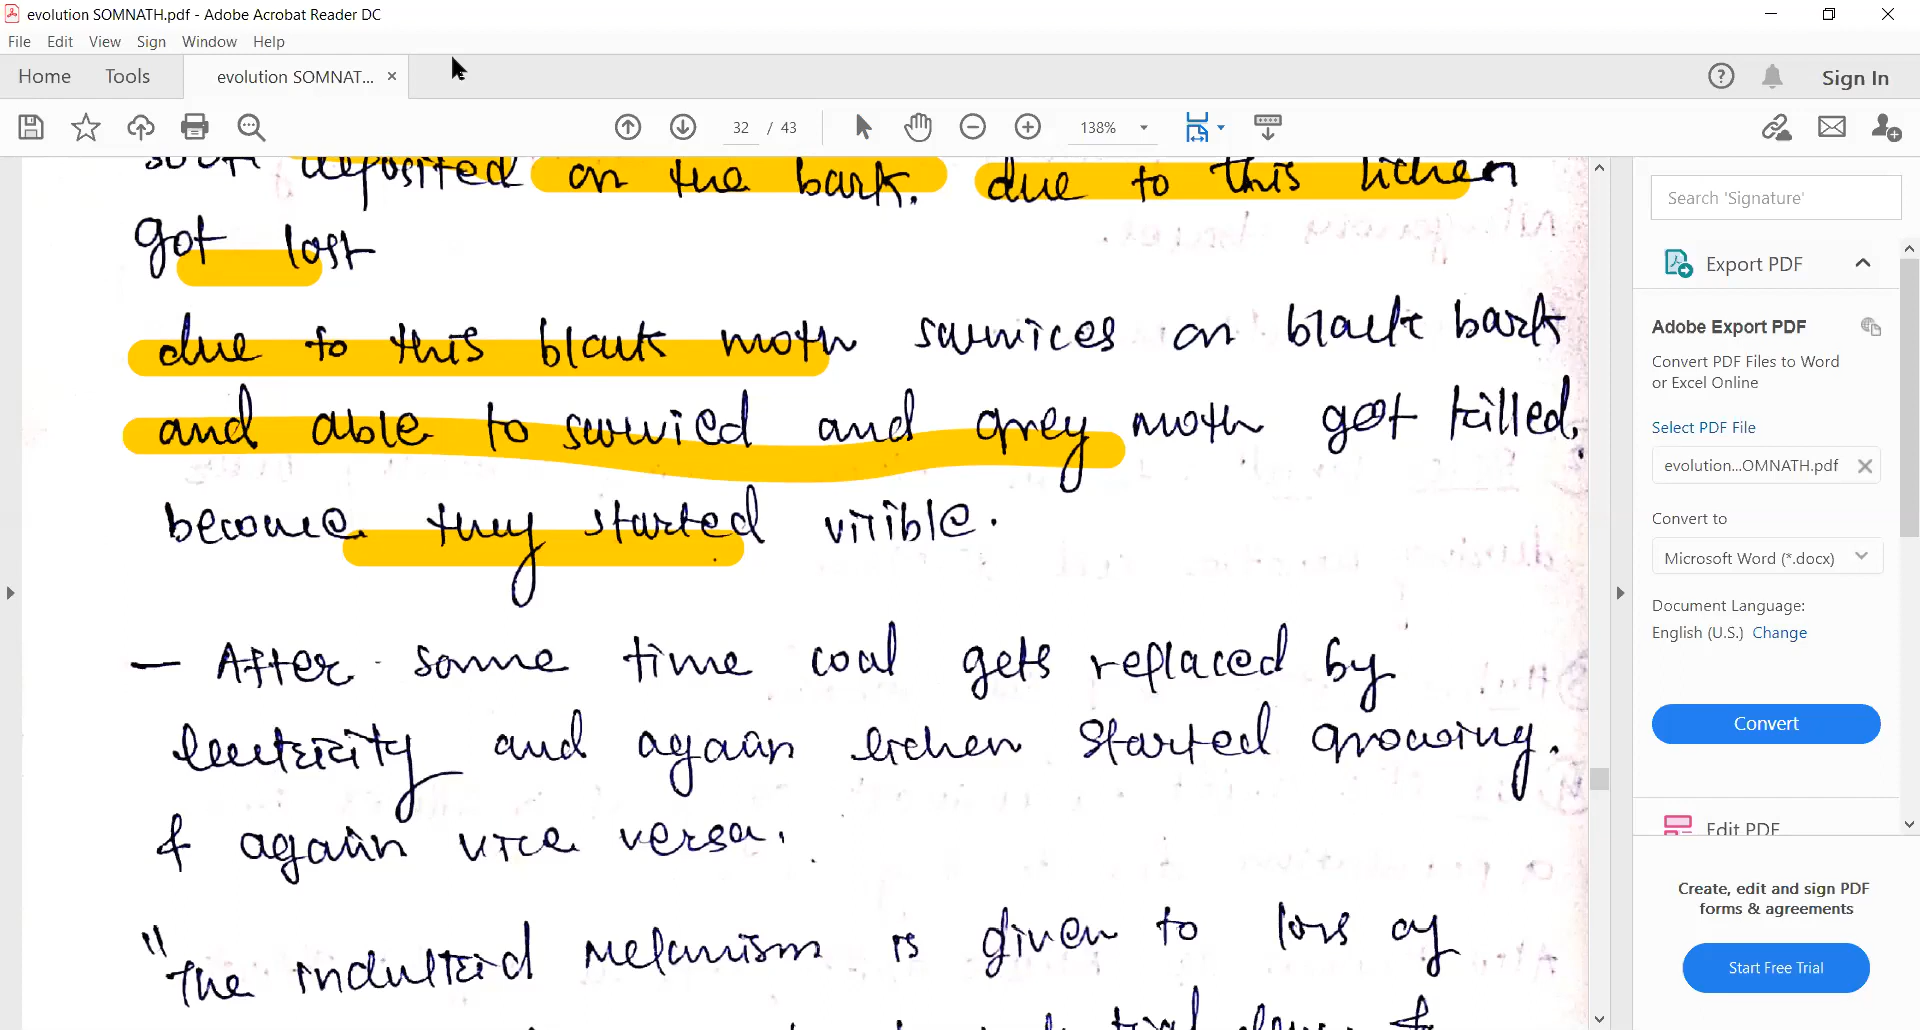 evolution SOMNATH.pdf - Adobe Acrobat Reader DC
File Edit View Sign Window Help
Home Tools evolution SOMNAT... × Sign In
32 / 43 138%
soot deposited on the bark. due to this lichen
got lost
due to this black moth survices on black bark
and able to survied and grey moth got killed.
become they started visible.
— After some time coal gets replaced by
electricity and again lichen started growing.
& again vice versa.
"The industrial Melanism is given to loss of
Search 'Signature'
Export PDF
Adobe Export PDF
Convert PDF Files to Word
or Excel Online
Select PDF File
evolution...OMNATH.pdf
Convert to
Microsoft Word (*.docx)
Document Language:
English (U.S.) Change
Convert
Edit PDF
Create, edit and sign PDF
forms & agreements
Start Free Trial